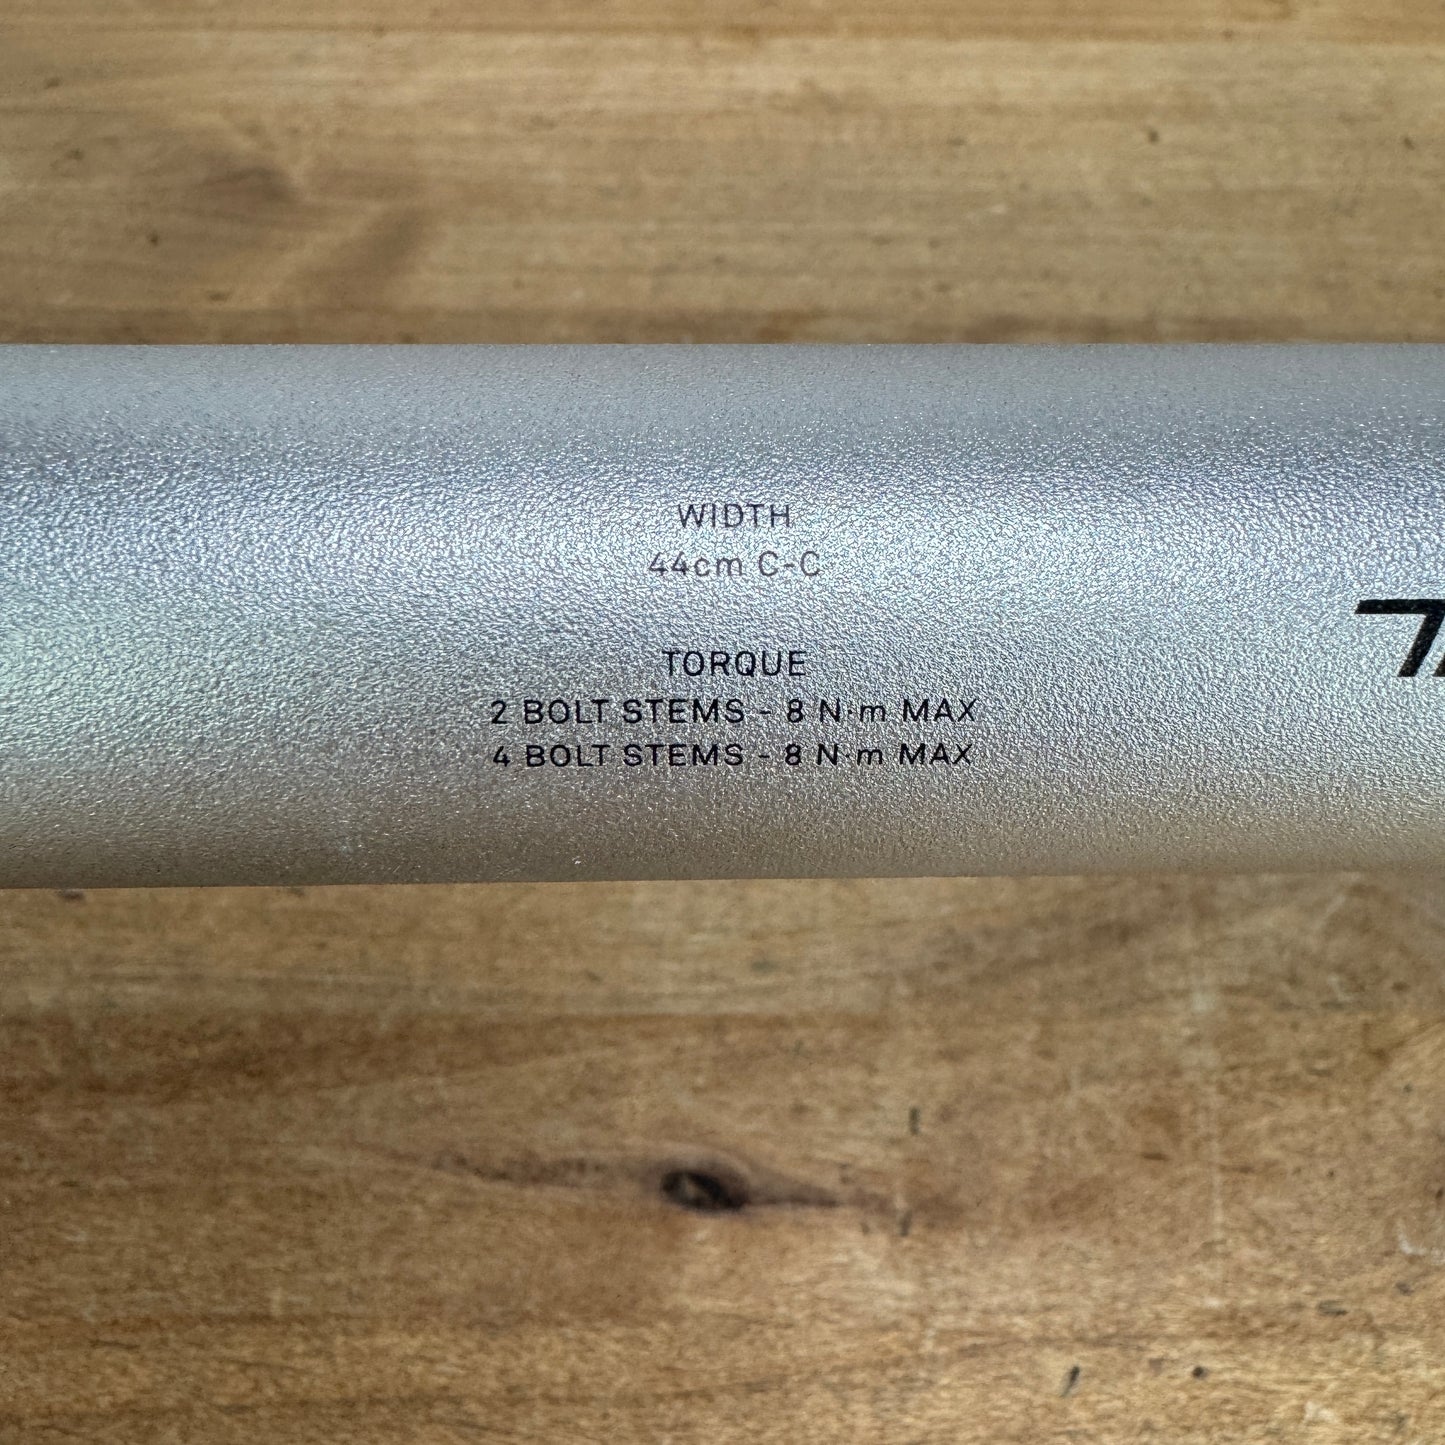 WIDTH
44cm C-C
TORQUE
2 BOLT STEMS - 8 N·m MAX
4 BOLT STEMS - 8 N·m MAX